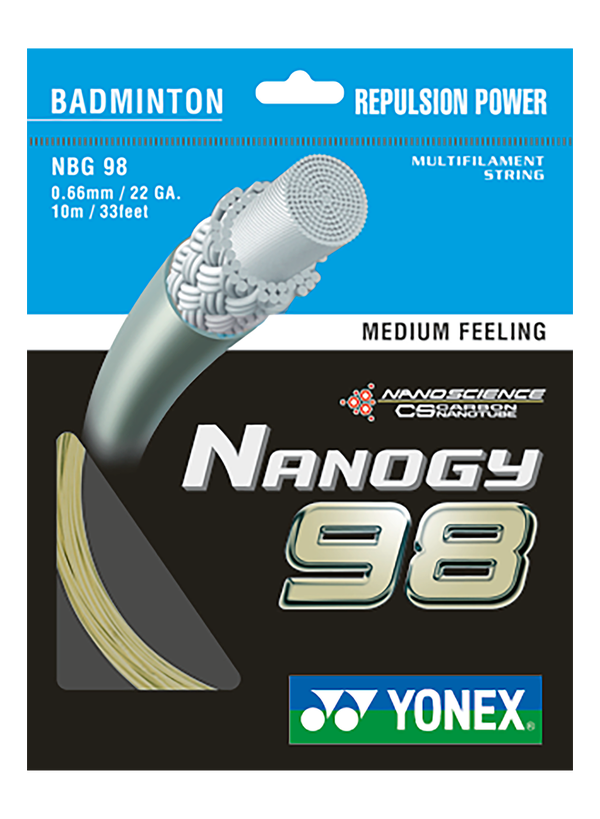 BADMINTON
REPULSION POWER
NBG 98
0.66mm / 22 GA.
10m / 33feet
MULTIFILAMENT
STRING
MEDIUM FEELING
NANOSCIENCE
CS CARBON
NANOTUBE
NANOGY
98
YONEX®